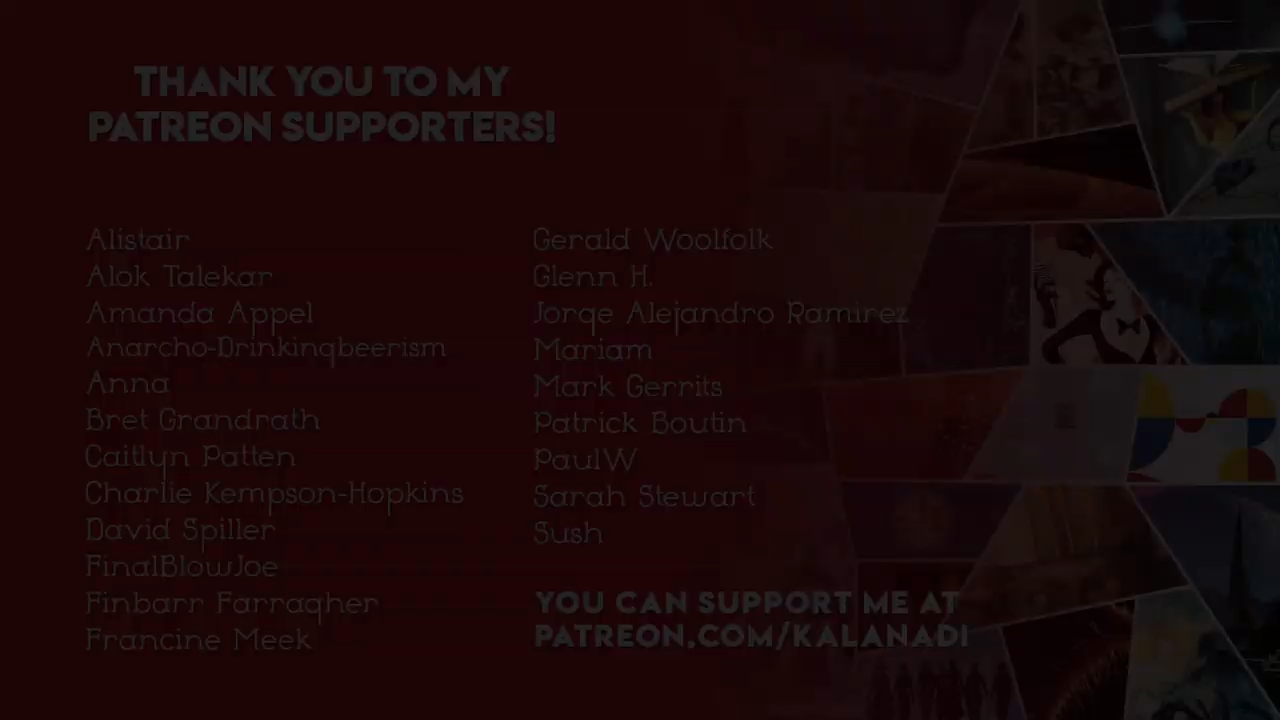 THANK YOU TO MY
PATREON SUPPORTERS!
Alistair
Alok Talekar
Amanda Appel
Anarcho-Drinkingbeerism
Anna
Bret Grandrath
Caitlyn Patten
Charlie Kempson-Hopkins
David Spiller
FinalBlowJoe
Finbarr Farragher
Francine Meek
Gerald Woolfolk
Glenn H.
Jorge Alejandro Ramirez
Mariam
Mark Gerrits
Patrick Boutin
PaulW
Sarah Stewart
Sush
YOU CAN SUPPORT ME AT
PATREON.COM/KALANADI